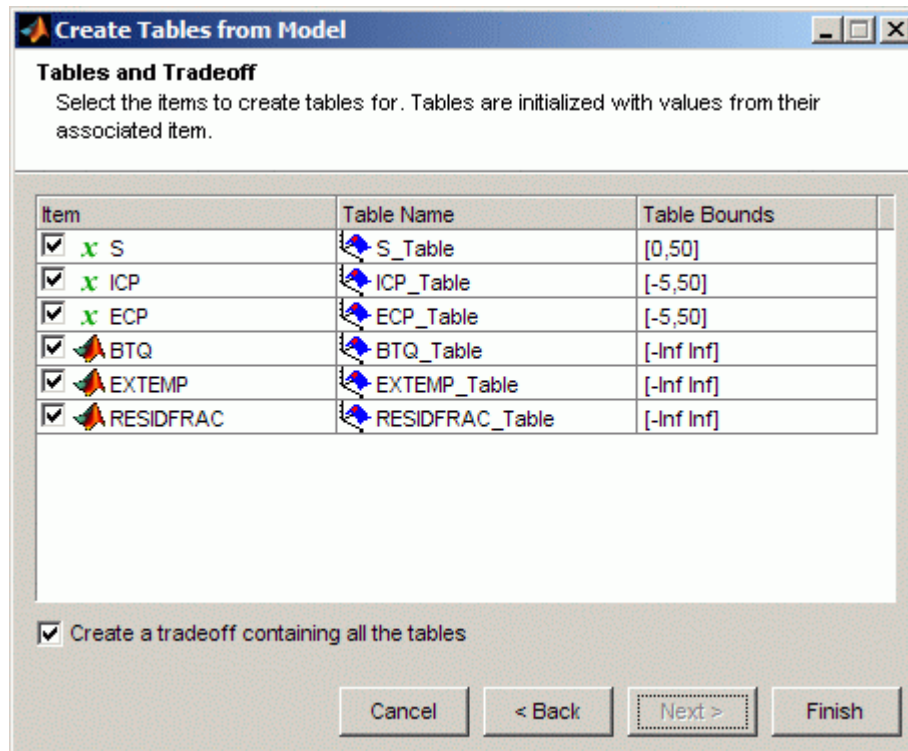 Create Tables from Model
Tables and Tradeoff
Select the items to create tables for. Tables are initialized with values from their
associated item.
Item Table Name Table Bounds
x S S_Table [0,50]
x ICP ICP_Table [-5,50]
x ECP ECP_Table [-5,50]
BTQ BTQ_Table [-Inf Inf]
EXTEMP EXTEMP_Table [-Inf Inf]
RESIDFRAC RESIDFRAC_Table [-Inf Inf]
Create a tradeoff containing all the tables
Cancel < Back Next > Finish